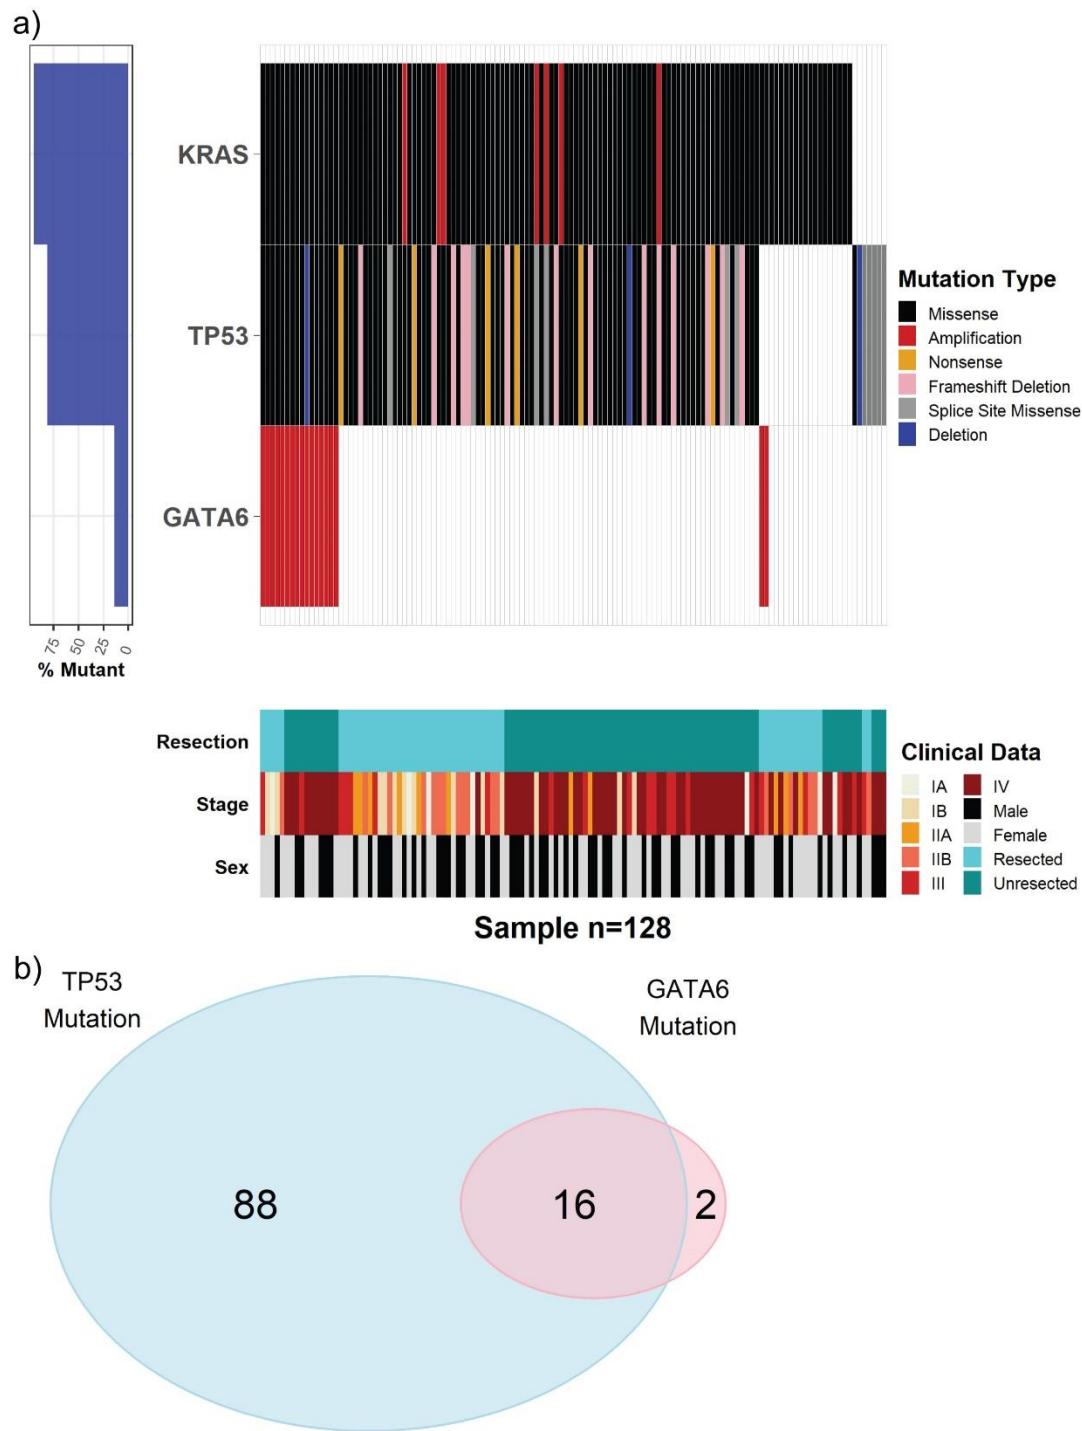 a)
KRAS
TP53
GATA6
75 50 25 0
% Mutant
Mutation Type
Missense
Amplification
Nonsense
Frameshift Deletion
Splice Site Missense
Deletion
Resection
Stage
Sex
Clinical Data
IA IV
IB Male
IIA Female
IIB Resected
III Unresected
Sample n=128
b)
TP53
Mutation
GATA6
Mutation
88 16 2